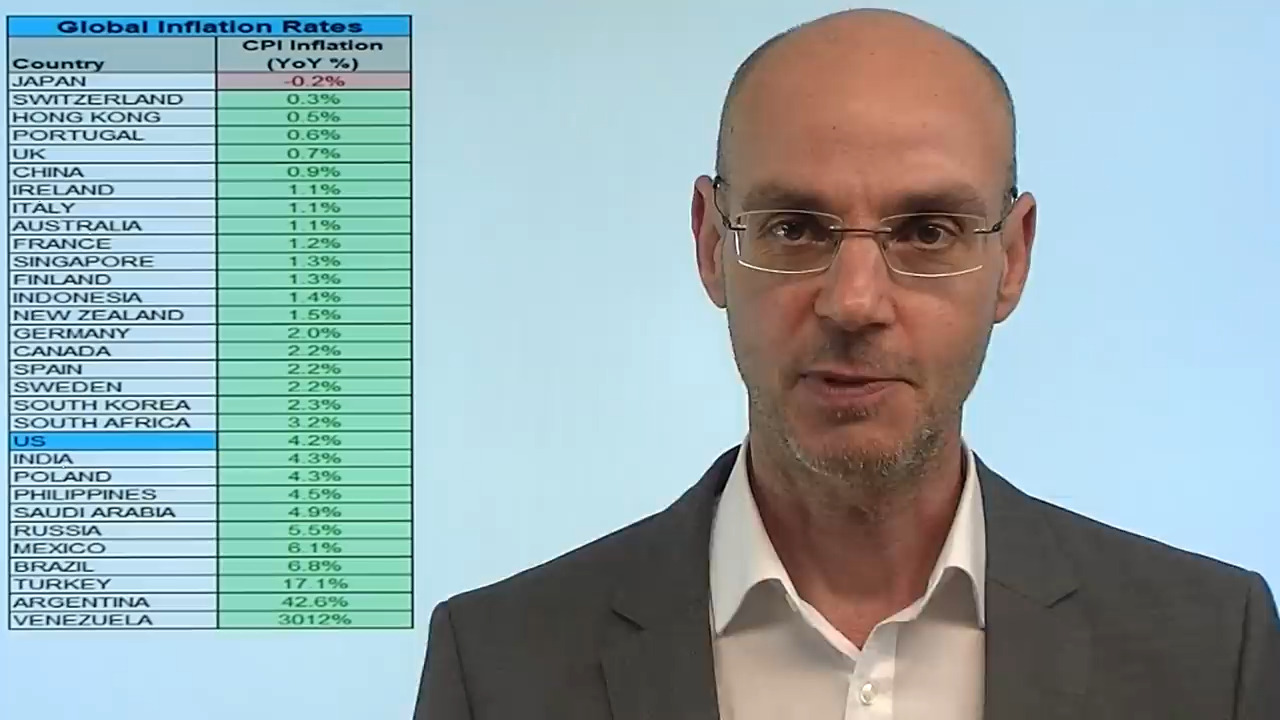 Global Inflation Rates
Country CPI Inflation (YoY %)
JAPAN -0.2%
SWITZERLAND 0.3%
HONG KONG 0.5%
PORTUGAL 0.6%
UK 0.7%
CHINA 0.9%
IRELAND 1.1%
ITALY 1.1%
AUSTRALIA 1.1%
FRANCE 1.2%
SINGAPORE 1.3%
FINLAND 1.3%
INDONESIA 1.4%
NEW ZEALAND 1.5%
GERMANY 2.0%
CANADA 2.2%
SPAIN 2.2%
SWEDEN 2.2%
SOUTH KOREA 2.3%
SOUTH AFRICA 3.2%
US 4.2%
INDIA 4.3%
POLAND 4.3%
PHILIPPINES 4.5%
SAUDI ARABIA 4.9%
RUSSIA 5.5%
MEXICO 6.1%
BRAZIL 6.8%
TURKEY 17.1%
ARGENTINA 42.6%
VENEZUELA 3012%